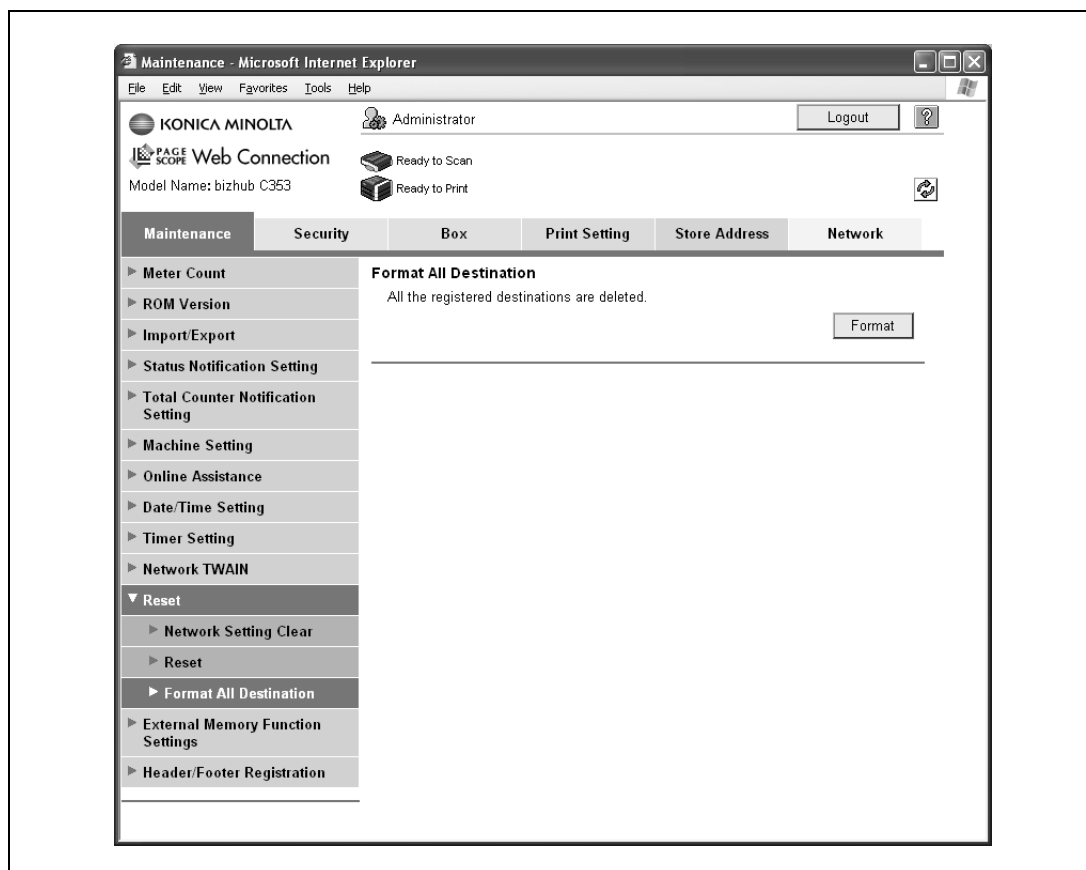 Maintenance - Microsoft Internet Explorer
File Edit View Favorites Tools Help
KONICA MINOLTA
Administrator
Logout
?
PAGE SCOPE Web Connection
Ready to Scan
Model Name: bizhub C353
Ready to Print
Maintenance Security Box Print Setting Store Address Network
Meter Count
ROM Version
Import/Export
Status Notification Setting
Total Counter Notification
Setting
Machine Setting
Online Assistance
Date/Time Setting
Timer Setting
Network TWAIN
Reset
Network Setting Clear
Reset
Format All Destination
External Memory Function
Settings
Header/Footer Registration
Format All Destination
All the registered destinations are deleted.
Format